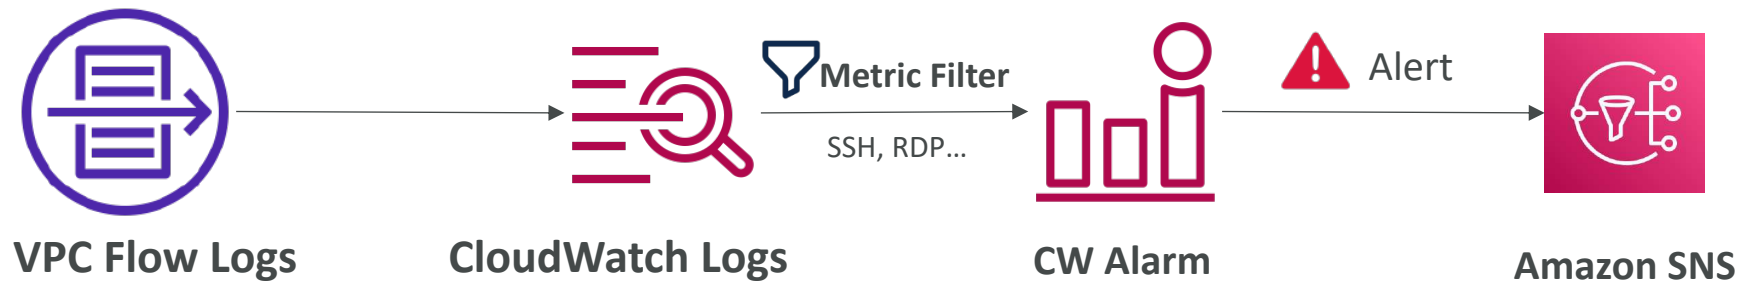 Metric Filter
SSH, RDP...
Alert
VPC Flow Logs
CloudWatch Logs
CW Alarm
Amazon SNS